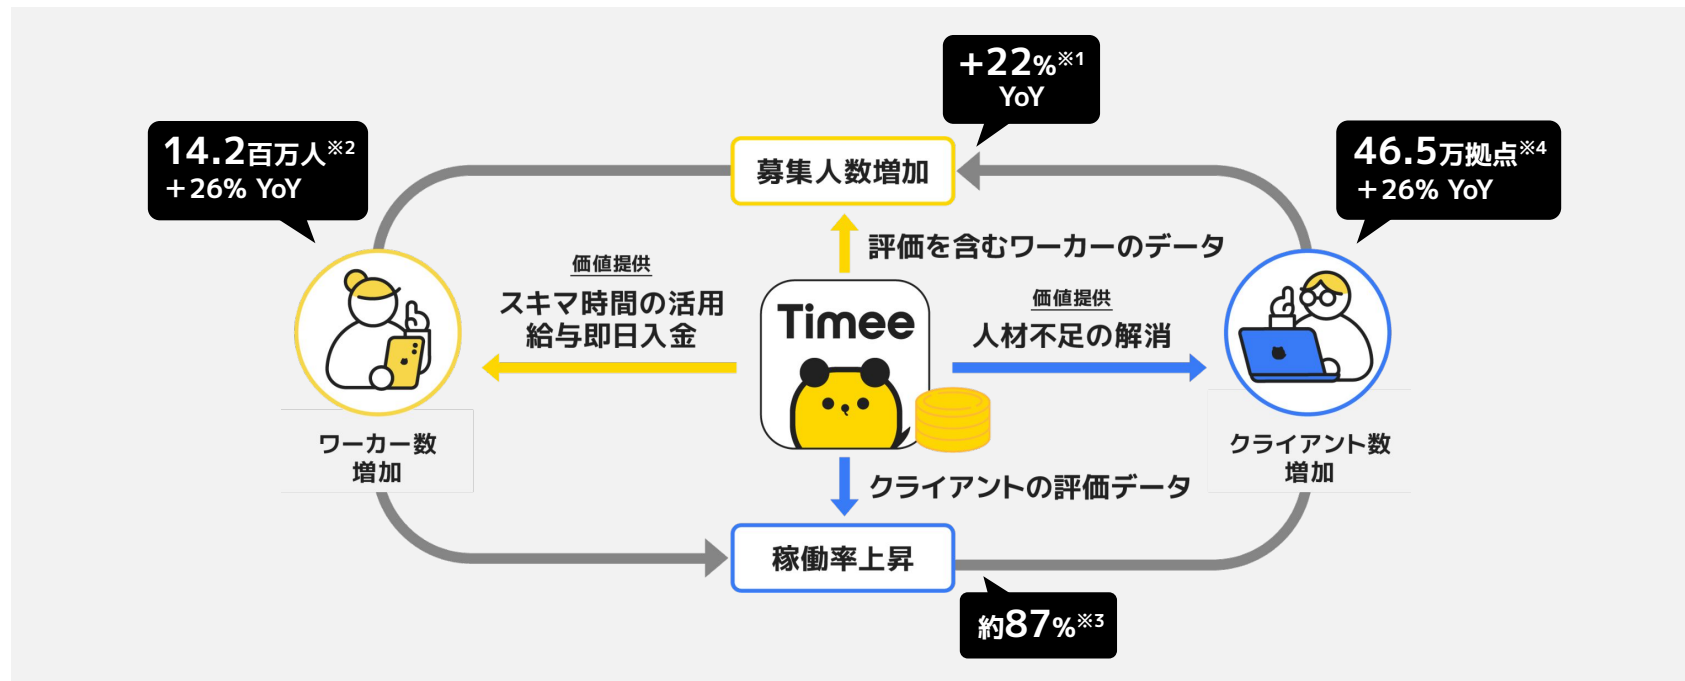 +22%※1
YoY
14.2百万人※2
+26% YoY
46.5万拠点※4
+26% YoY
募集人数増加
評価を含むワーカーのデータ
価値提供
スキマ時間の活用
給与即日入金
Timee
価値提供
人材不足の解消
ワーカー数
増加
クライアント数
増加
クライアントの評価データ
稼働率上昇
約87%※3